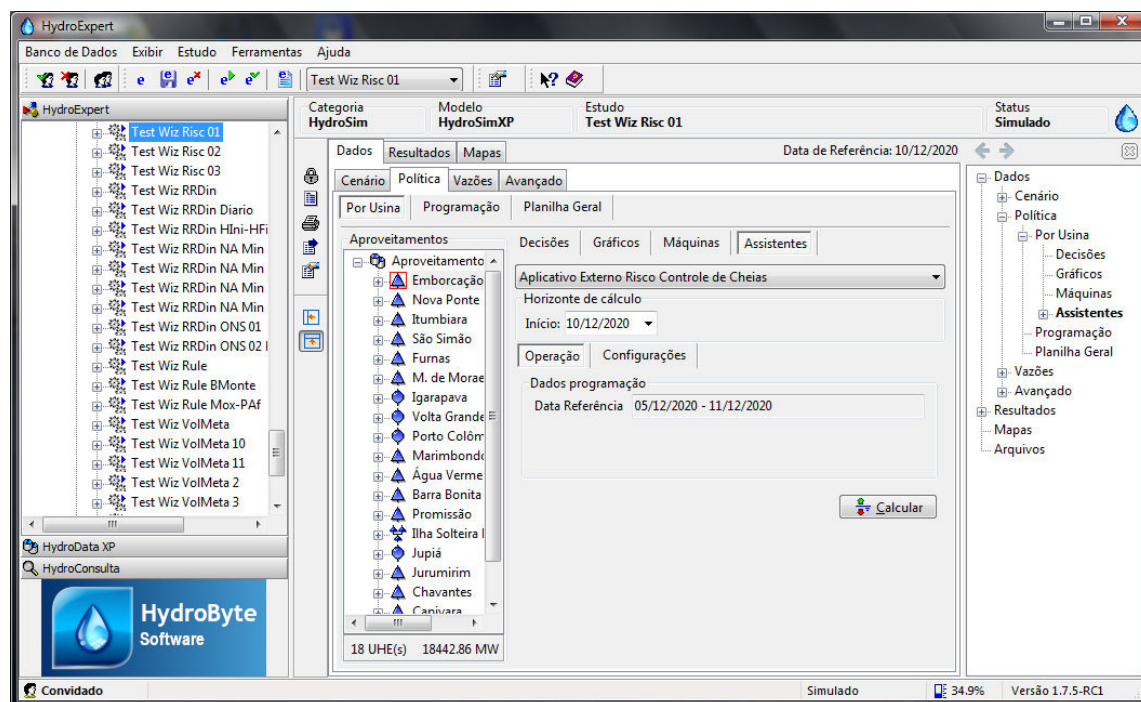 HydroExpert
Banco de Dados Exibir Estudo Ferramentas Ajuda
Test Wiz Risc 01
HydroExpert
Test Wiz Risc 01
Test Wiz Risc 02
Test Wiz Risc 03
Test Wiz RRDin
Test Wiz RRDin Diario
Test Wiz RRDin HIni-HFi
Test Wiz RRDin NA Min
Test Wiz RRDin NA Min
Test Wiz RRDin NA Min
Test Wiz RRDin NA Min
Test Wiz RRDin ONS 01
Test Wiz RRDin ONS 02 I
Test Wiz Rule
Test Wiz Rule BMonte
Test Wiz Rule Mox-PAf
Test Wiz VolMeta
Test Wiz VolMeta 10
Test Wiz VolMeta 11
Test Wiz VolMeta 2
Test Wiz VolMeta 3
HydroData XP
HydroConsulta
HydroByte
Software
Categoria Modelo Estudo Status
HydroSim HydroSimXP Test Wiz Risc 01 Simulado
Dados Resultados Mapas Data de Referência: 10/12/2020
Cenário Política Vazões Avançado
Por Usina Programação Planilha Geral
Aproveitamentos
Aproveitamento
Emborcação
Nova Ponte
Itumbiara
São Simão
Furnas
M. de Morae
Igarapava
Volta Grande
Porto Colôm
Marimbondo
Água Verme
Barra Bonita
Promissão
Ilha Solteira I
Jupiá
Jurumirim
Chavantes
Canivara
18 UHE(s) 18442.86 MW
Decisões Gráficos Máquinas Assistentes
Aplicativo Externo Risco Controle de Cheias
Horizonte de cálculo
Início: 10/12/2020
Operação Configurações
Dados programação
Data Referência 05/12/2020 - 11/12/2020
Calcular
Dados
Cenário
Política
Por Usina
Decisões
Gráficos
Máquinas
Assistentes
Programação
Planilha Geral
Vazões
Avançado
Resultados
Mapas
Arquivos
Convidado Simulado 34.9% Versão 1.7.5-RC1